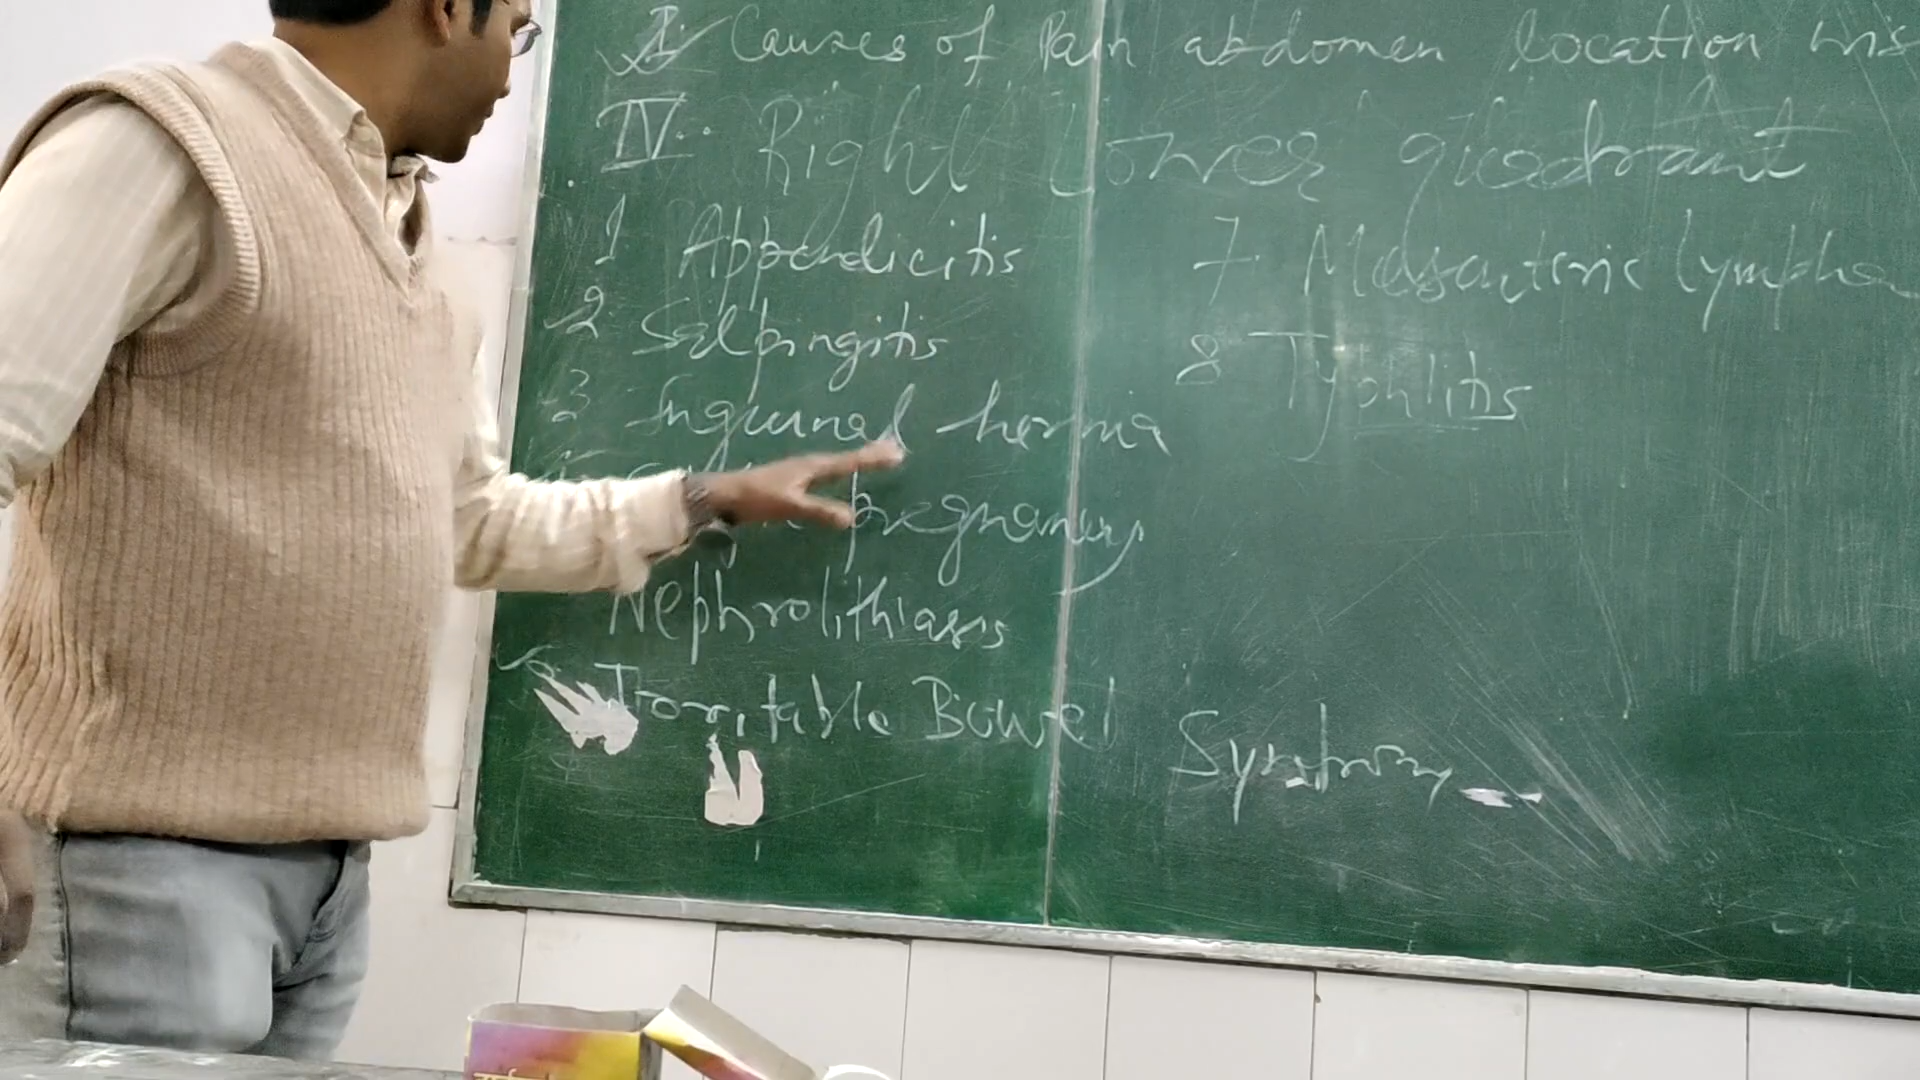 I. Causes of Pain abdomen location wis
IV. Right Lower quadrant
1 Appendicitis
2 Salpingitis
3 Inguinal hernia
pregnancy
Nephrolithiasis
6. Irritable Bowel Syndrom
7. Mesenteric lympha
8 Typhlitis